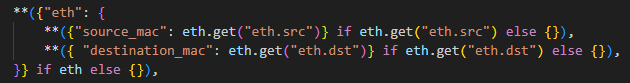 **({"eth": {
**({"source_mac": eth.get("eth.src")} if eth.get("eth.src") else {}),
**({ "destination_mac": eth.get("eth.dst")} if eth.get("eth.dst") else {}),
}} if eth else {}),